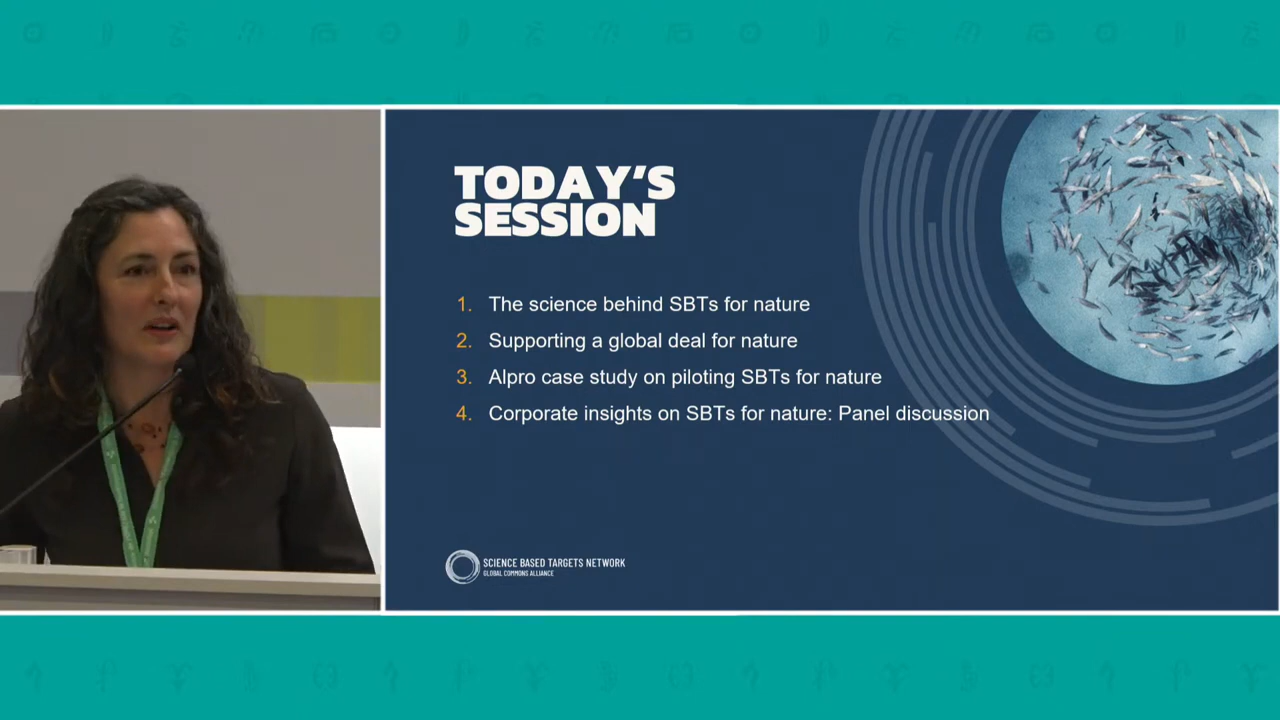 TODAY'S
SESSION
1. The science behind SBTs for nature
2. Supporting a global deal for nature
3. Alpro case study on piloting SBTs for nature
4. Corporate insights on SBTs for nature: Panel discussion
SCIENCE BASED TARGETS NETWORK
GLOBAL COMMONS ALLIANCE